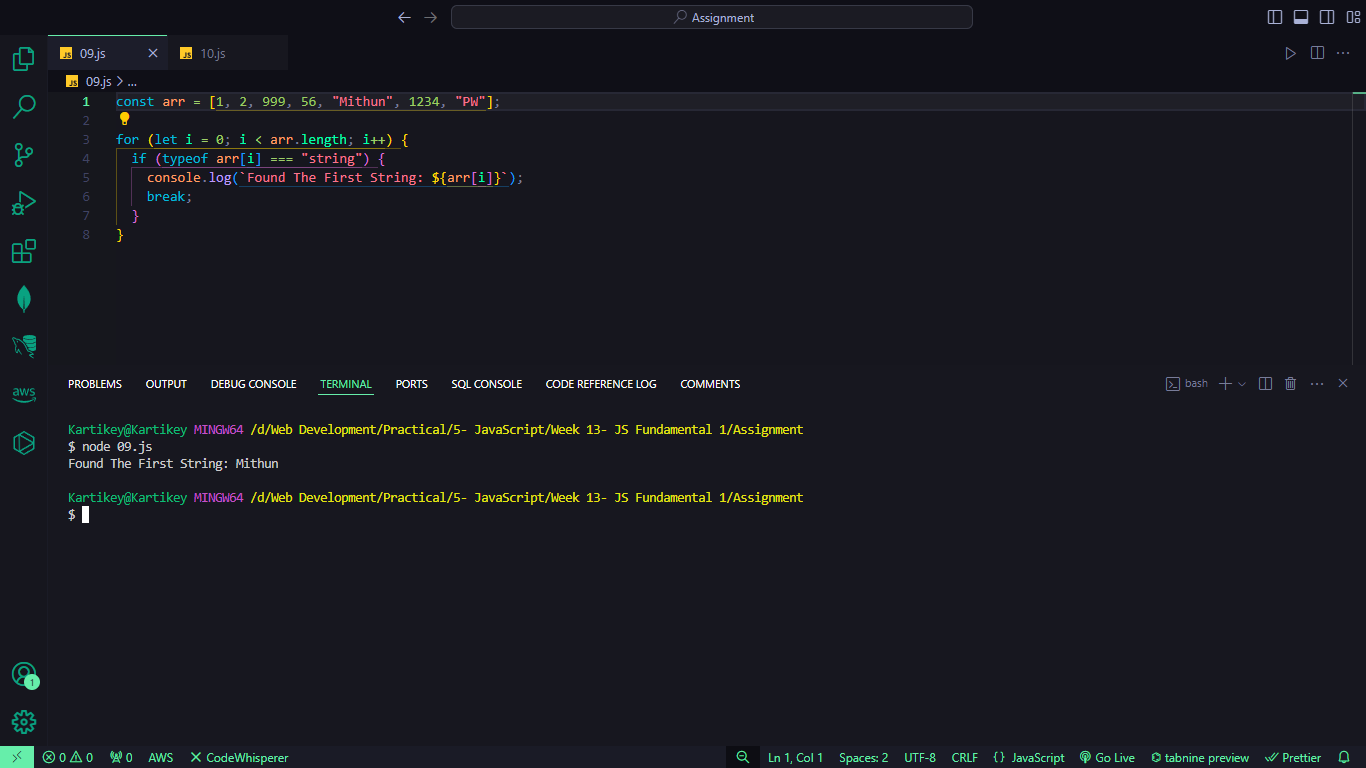 Assignment
JS 09.js
JS 10.js
JS 09.js > ...
1 const arr = [1, 2, 999, 56, "Mithun", 1234, "PW"];
2
3 for (let i = 0; i < arr.length; i++) {
4 if (typeof arr[i] === "string") {
5 console.log(`Found The First String: ${arr[i]}`);
6 break;
7 }
8 }
aws
PROBLEMS OUTPUT DEBUG CONSOLE TERMINAL PORTS SQL CONSOLE CODE REFERENCE LOG COMMENTS
bash
Kartikey@Kartikey MINGW64 /d/Web Development/Practical/5- JavaScript/Week 13- JS Fundamental 1/Assignment
$ node 09.js
Found The First String: Mithun
Kartikey@Kartikey MINGW64 /d/Web Development/Practical/5- JavaScript/Week 13- JS Fundamental 1/Assignment
$
1
0 0 0 AWS CodeWhisperer Ln 1, Col 1 Spaces: 2 UTF-8 CRLF {} JavaScript Go Live tabnine preview Prettier